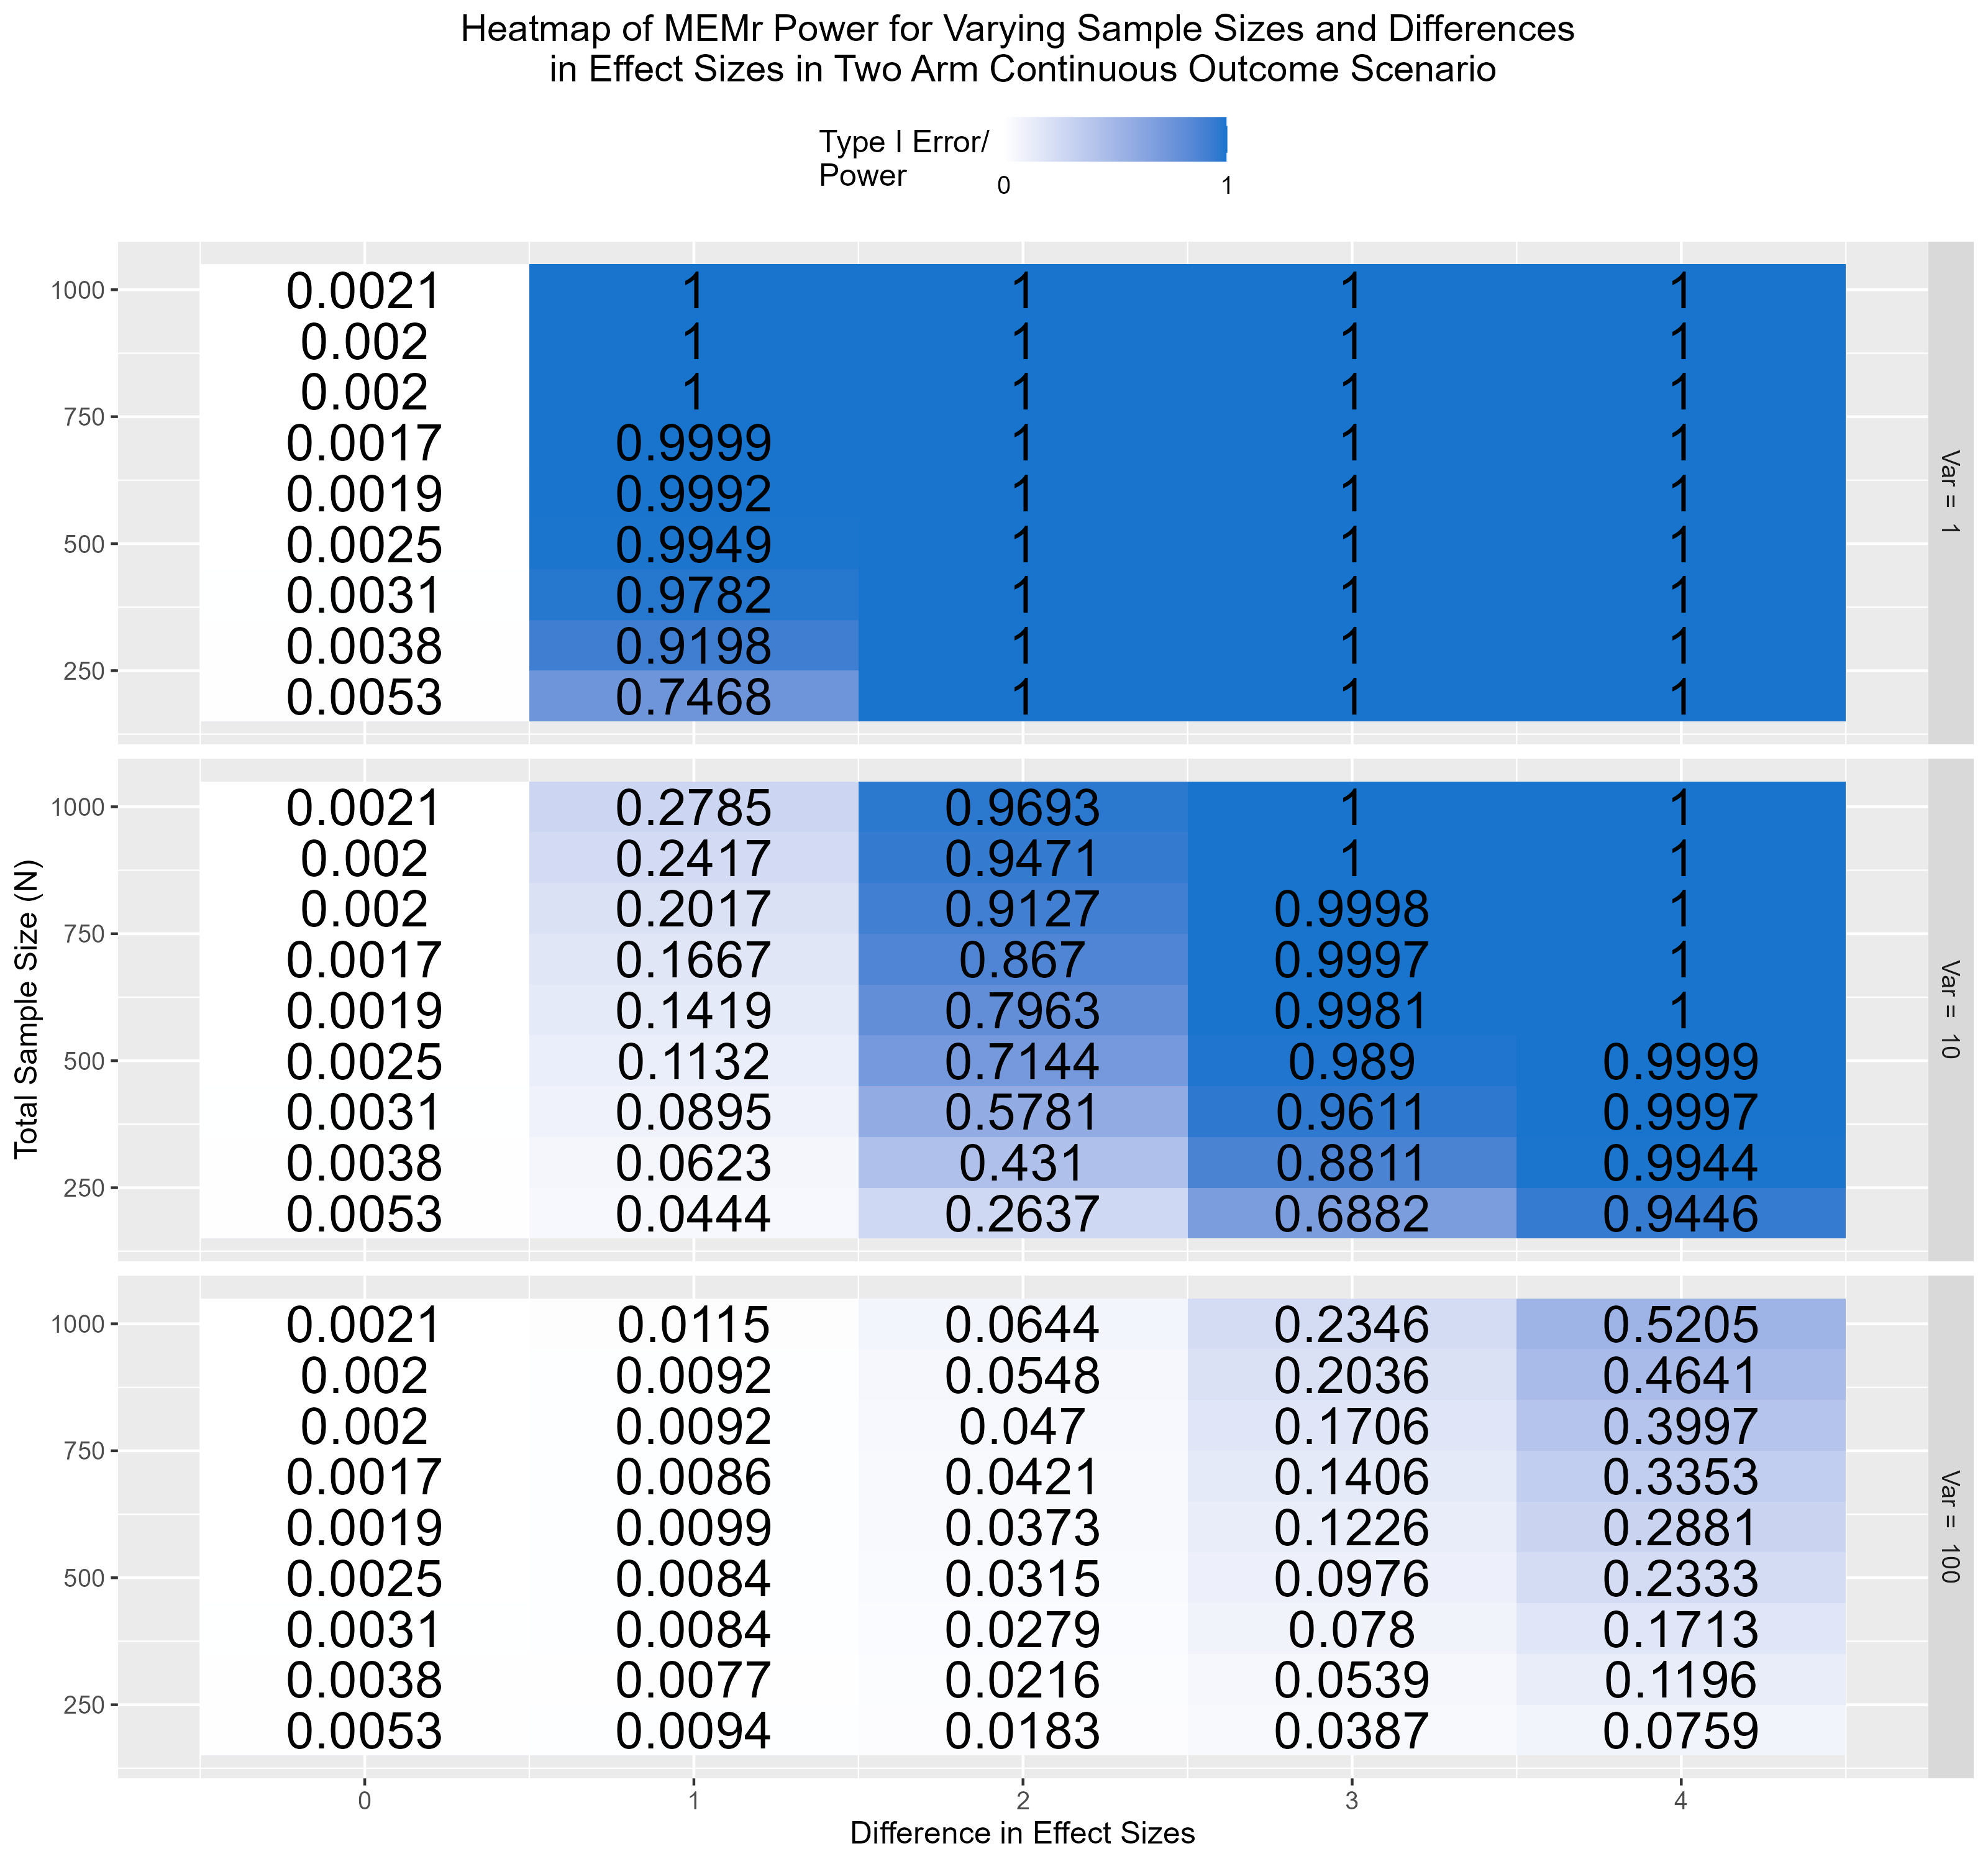 Heatmap of MEMr Power for Varying Sample Sizes and Differences
in Effect Sizes in Two Arm Continuous Outcome Scenario
Type I Error/
Power
0 1
1000 0.0021 1 1 1 1
0.002 1 1 1 1
0.002 1 1 1 1
750
0.0017 0.9999 1 1 1
0.0019 0.9992 1 1 1
500 0.0025 0.9949 1 1 1
0.0031 0.9782 1 1 1
0.0038 0.9198 1 1 1
250
0.0053 0.7468 1 1 1
Var = 1
Total Sample Size (N)
1000 0.0021 0.2785 0.9693 1 1
0.002 0.2417 0.9471 1 1
0.002 0.2017 0.9127 0.9998 1
750
0.0017 0.1667 0.867 0.9997 1
0.0019 0.1419 0.7963 0.9981 1
500 0.0025 0.1132 0.7144 0.989 0.9999
0.0031 0.0895 0.5781 0.9611 0.9997
0.0038 0.0623 0.431 0.8811 0.9944
250
0.0053 0.0444 0.2637 0.6882 0.9446
Var = 10
1000 0.0021 0.0115 0.0644 0.2346 0.5205
0.002 0.0092 0.0548 0.2036 0.4641
0.002 0.0092 0.047 0.1706 0.3997
750
0.0017 0.0086 0.0421 0.1406 0.3353
0.0019 0.0099 0.0373 0.1226 0.2881
500 0.0025 0.0084 0.0315 0.0976 0.2333
0.0031 0.0084 0.0279 0.078 0.1713
0.0038 0.0077 0.0216 0.0539 0.1196
250
0.0053 0.0094 0.0183 0.0387 0.0759
Var = 100
0 1 2 3 4
Difference in Effect Sizes